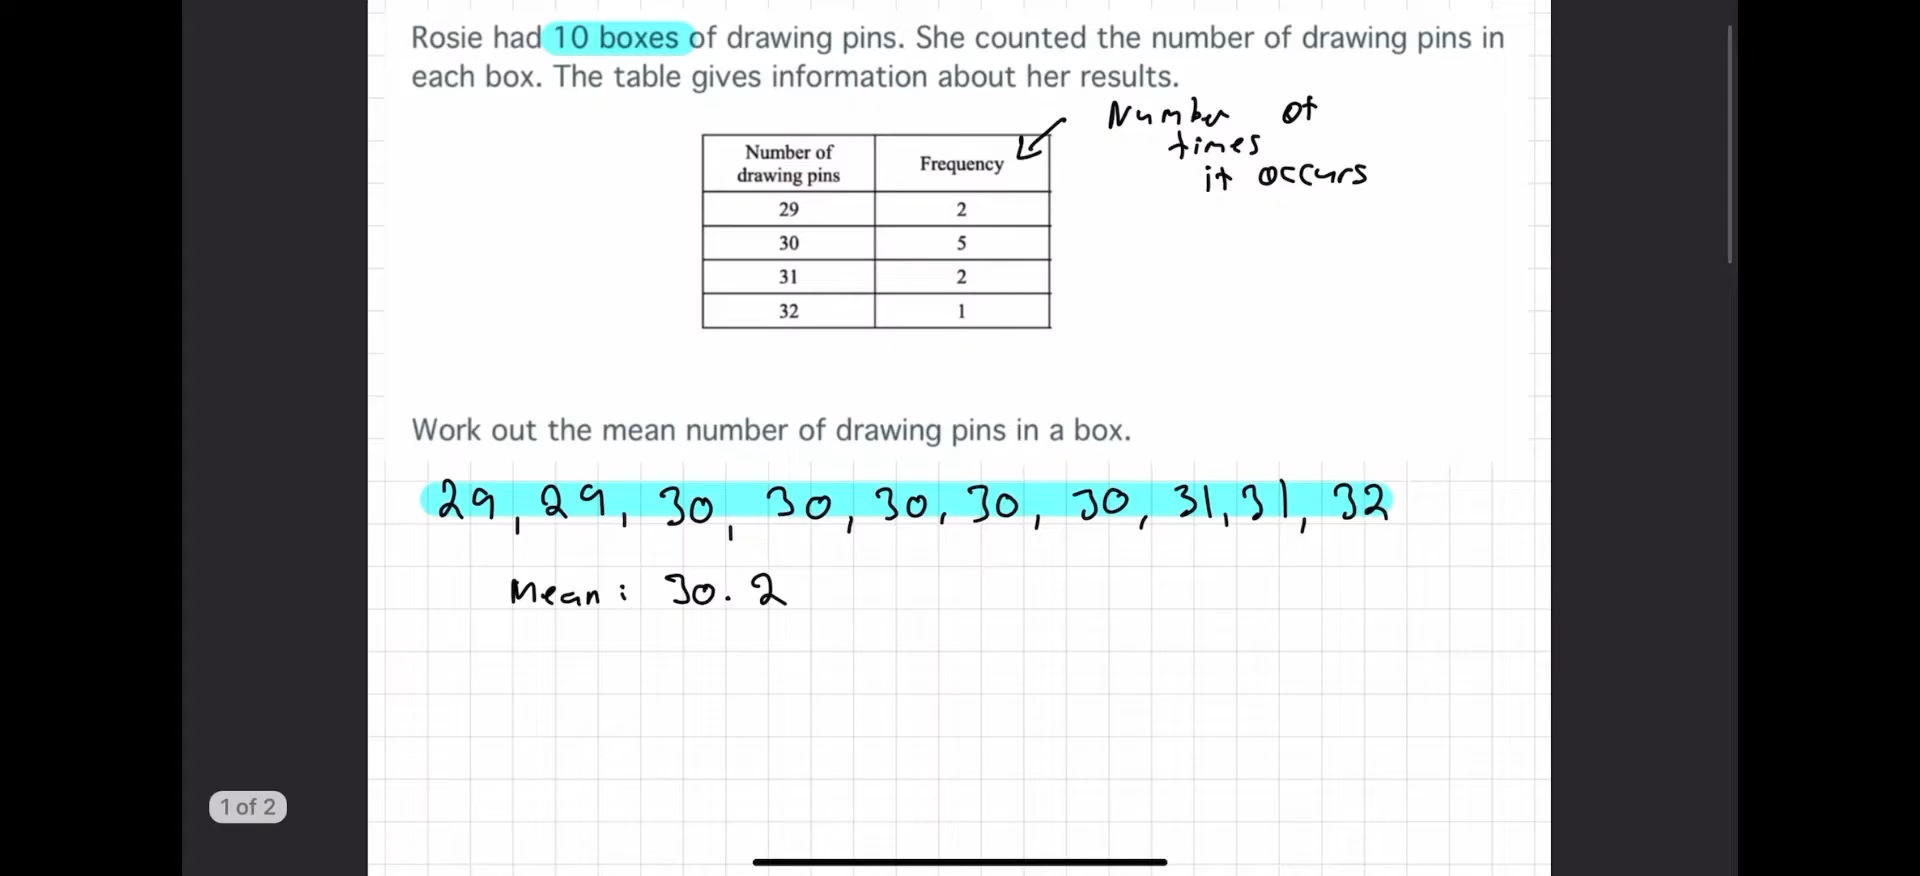 Rosie had 10 boxes of drawing pins. She counted the number of drawing pins in
each box. The table gives information about her results.
Number of
times
it occurs
Number of drawing pins Frequency
29 2
30 5
31 2
32 1
Work out the mean number of drawing pins in a box.
29, 29, 30, 30, 30, 30, 30, 31, 31, 32
Mean: 30.2
1 of 2